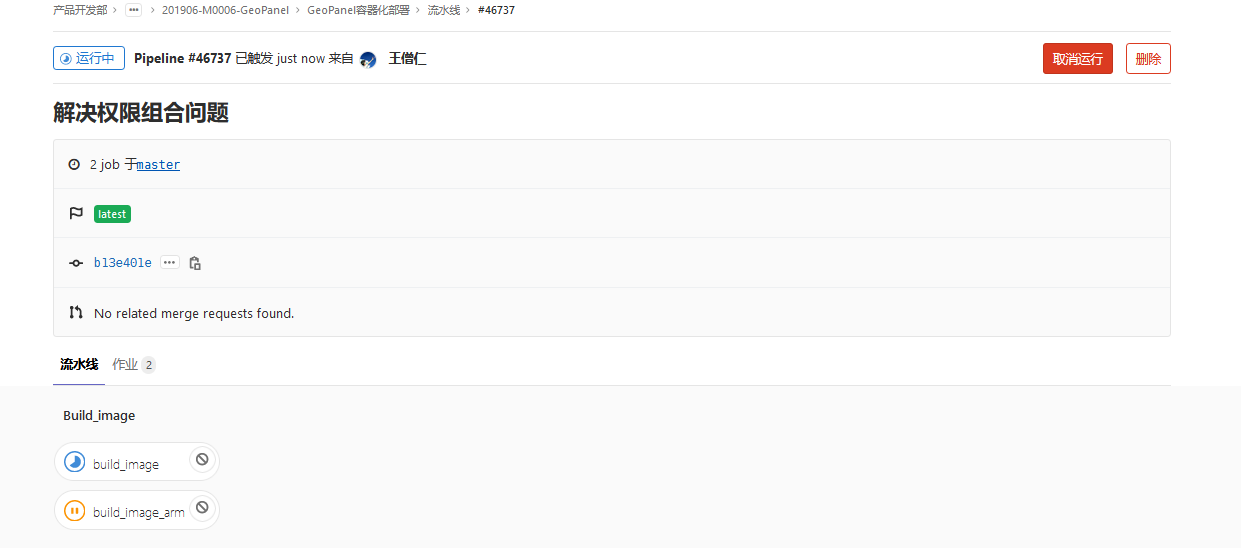 产品开发部 › ··· › 201906-M0006-GeoPanel › GeoPanel容器化部署 › 流水线 › #46737
运行中 Pipeline #46737 已触发 just now 来自 王僧仁 取消运行 删除
解决权限组合问题
2 job 于master
latest
b13e401e ···
No related merge requests found.
流水线 作业 2
Build_image
build_image
build_image_arm